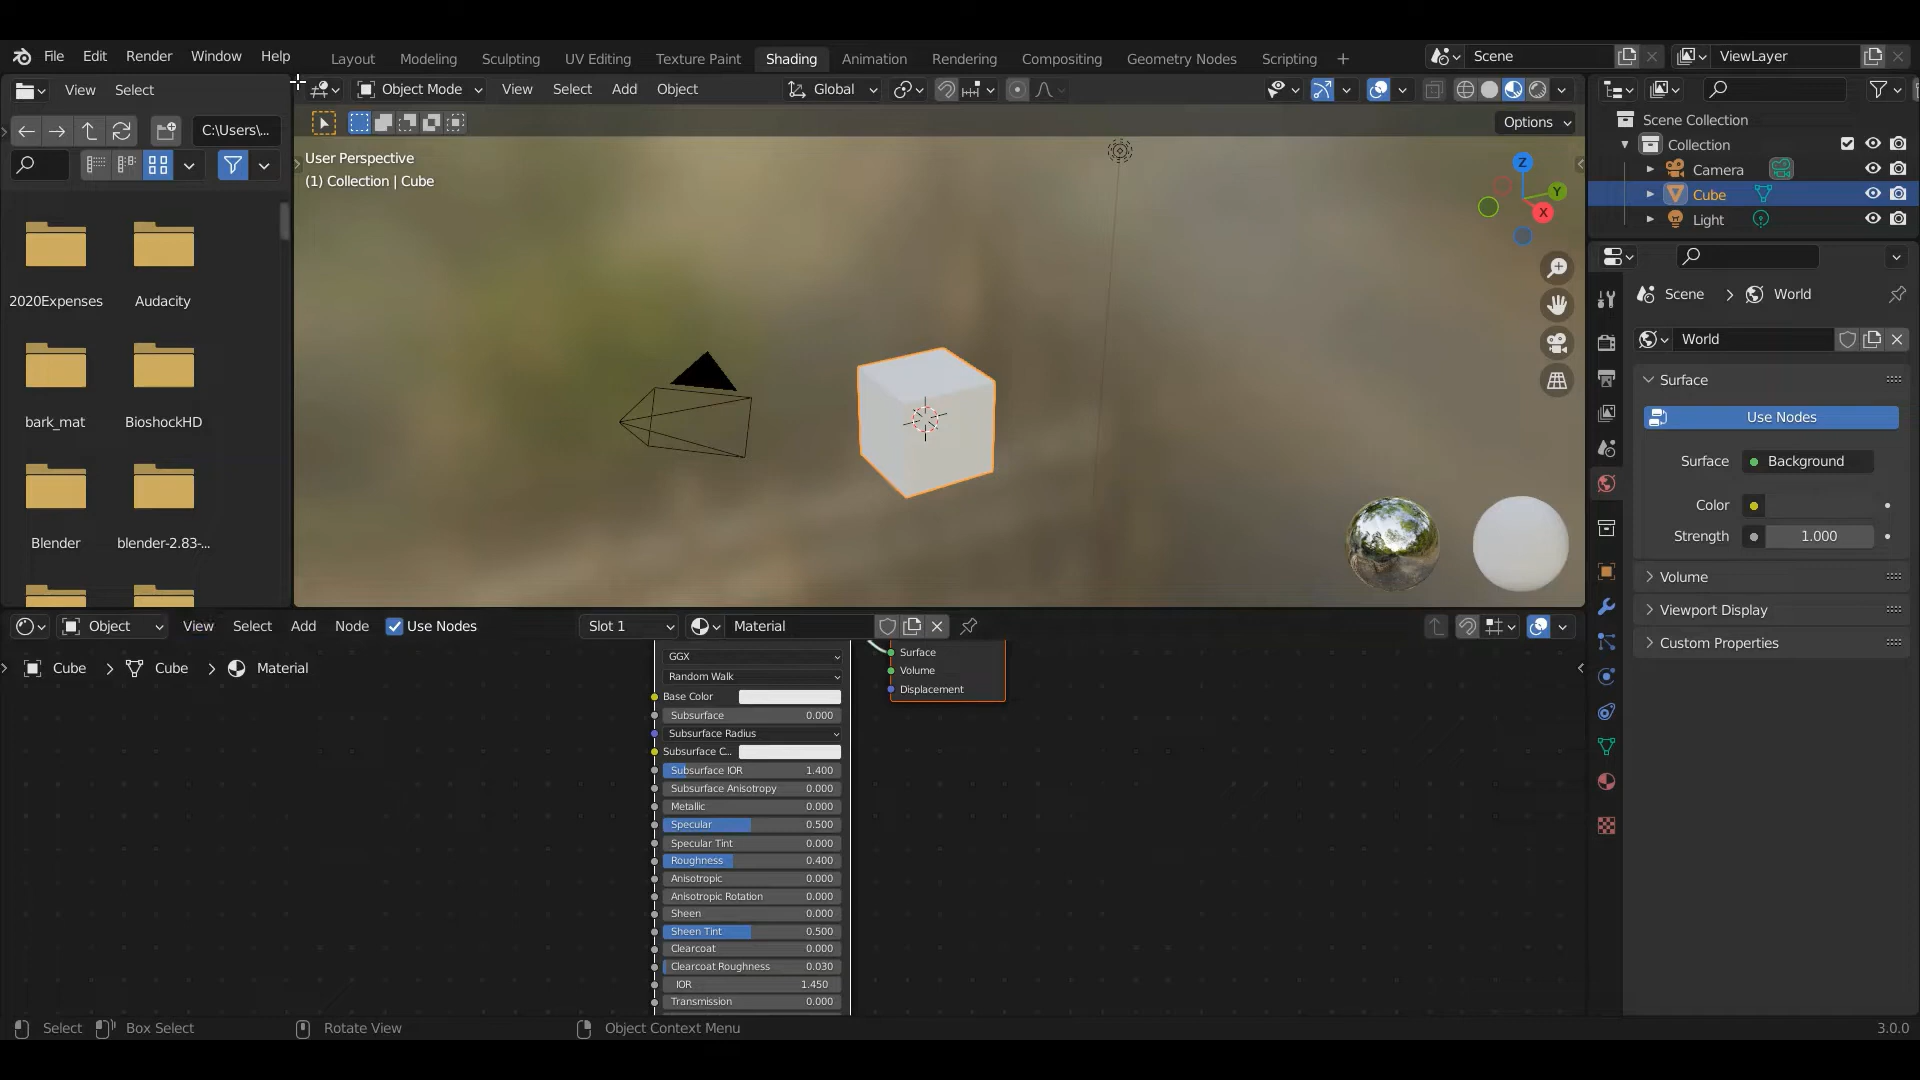 File Edit Render Window Help Layout Modeling Sculpting UV Editing Texture Paint Shading Animation Rendering Compositing Geometry Nodes Scripting + Scene ViewLayer
View Select
Object Mode View Select Add Object Global
C:\Users\...
Options
User Perspective
(1) Collection | Cube
Z
Y
X
2020Expenses Audacity
bark_mat BioshockHD
Blender blender-2.83-...
Scene Collection
Collection
Camera
Cube
Light
Scene > World
World
Surface
Use Nodes
Surface Background
Color
Strength 1.000
Volume
Viewport Display
Custom Properties
Object View Select Add Node Use Nodes Slot 1 Material
Cube > Cube > Material
GGX
Random Walk
Base Color
Subsurface 0.000
Subsurface Radius
Subsurface C..
Subsurface IOR 1.400
Subsurface Anisotropy 0.000
Metallic 0.000
Specular 0.500
Specular Tint 0.000
Roughness 0.400
Anisotropic 0.000
Anisotropic Rotation 0.000
Sheen 0.000
Sheen Tint 0.500
Clearcoat 0.000
Clearcoat Roughness 0.030
IOR 1.450
Transmission 0.000
Surface
Volume
Displacement
Select Box Select Rotate View Object Context Menu 3.0.0